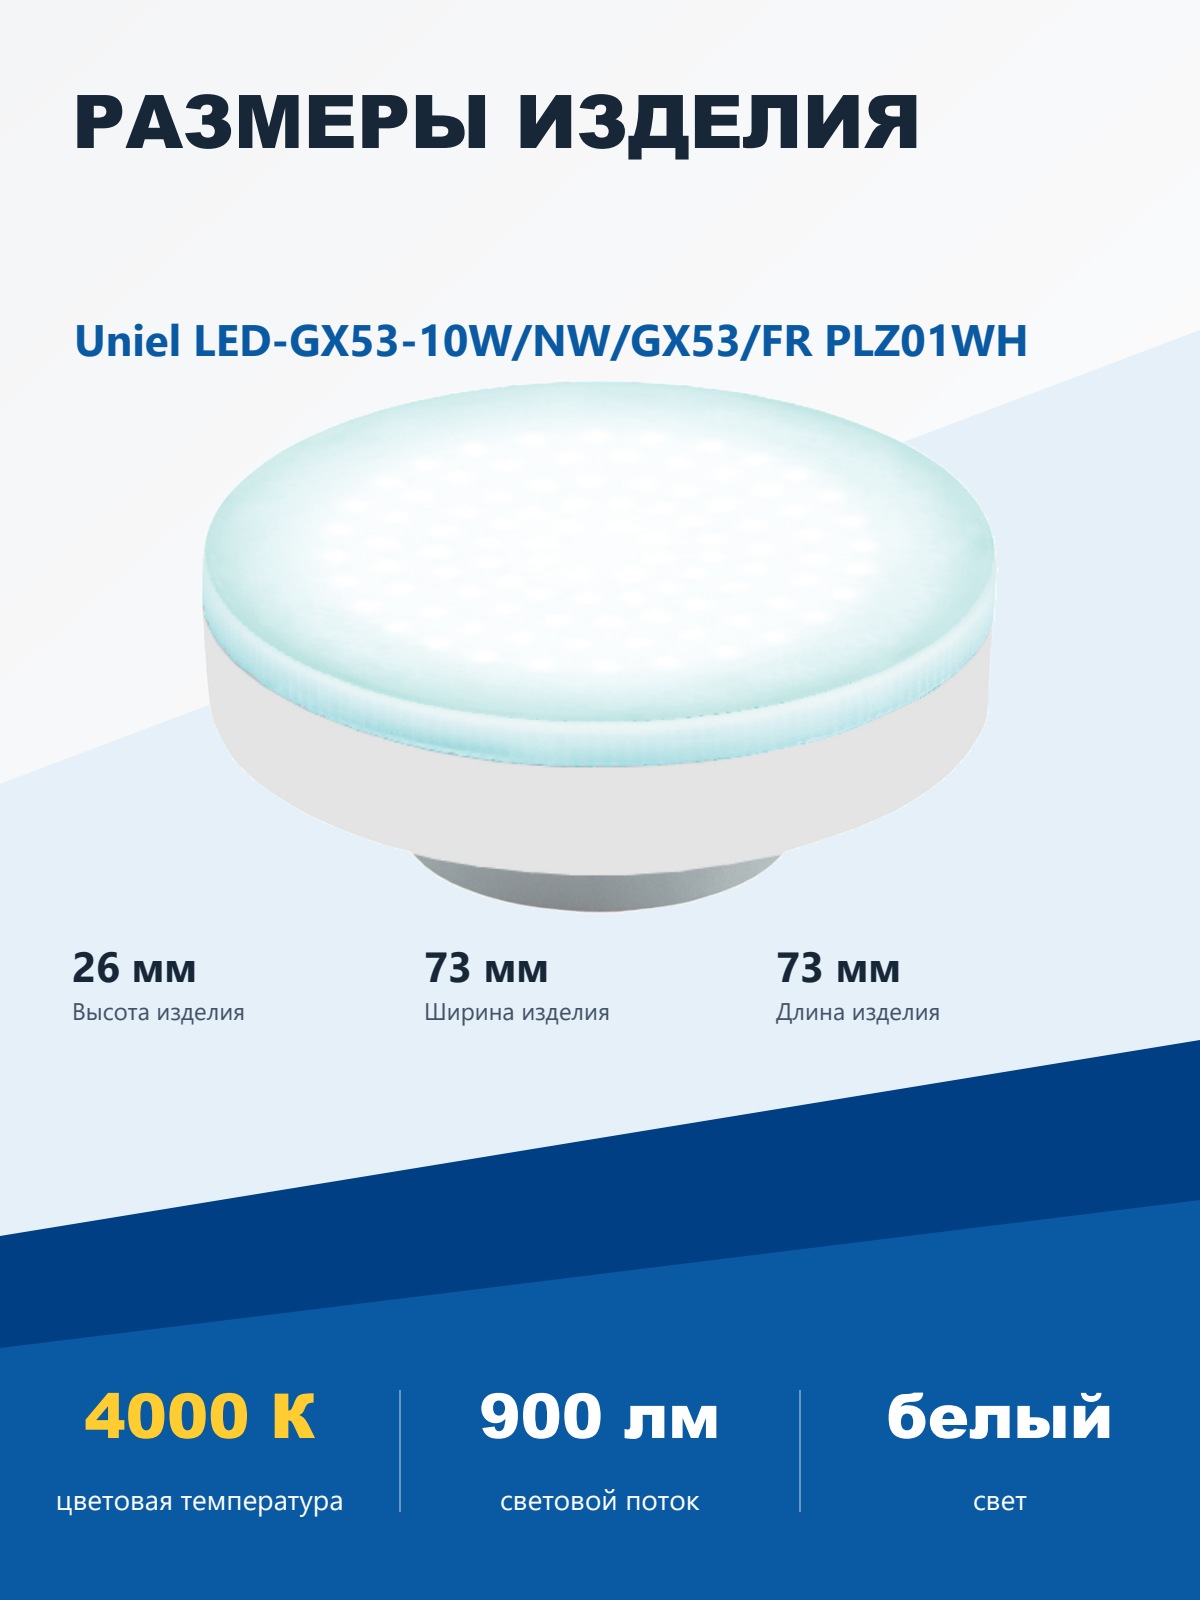 РАЗМЕРЫ ИЗДЕЛИЯ
Uniel LED-GX53-10W/NW/GX53/FR PLZ01WH
26 мм 73 мм 73 мм
Высота изделия Ширина изделия Длина изделия
4000 К 900 лм белый
цветовая температура световой поток свет